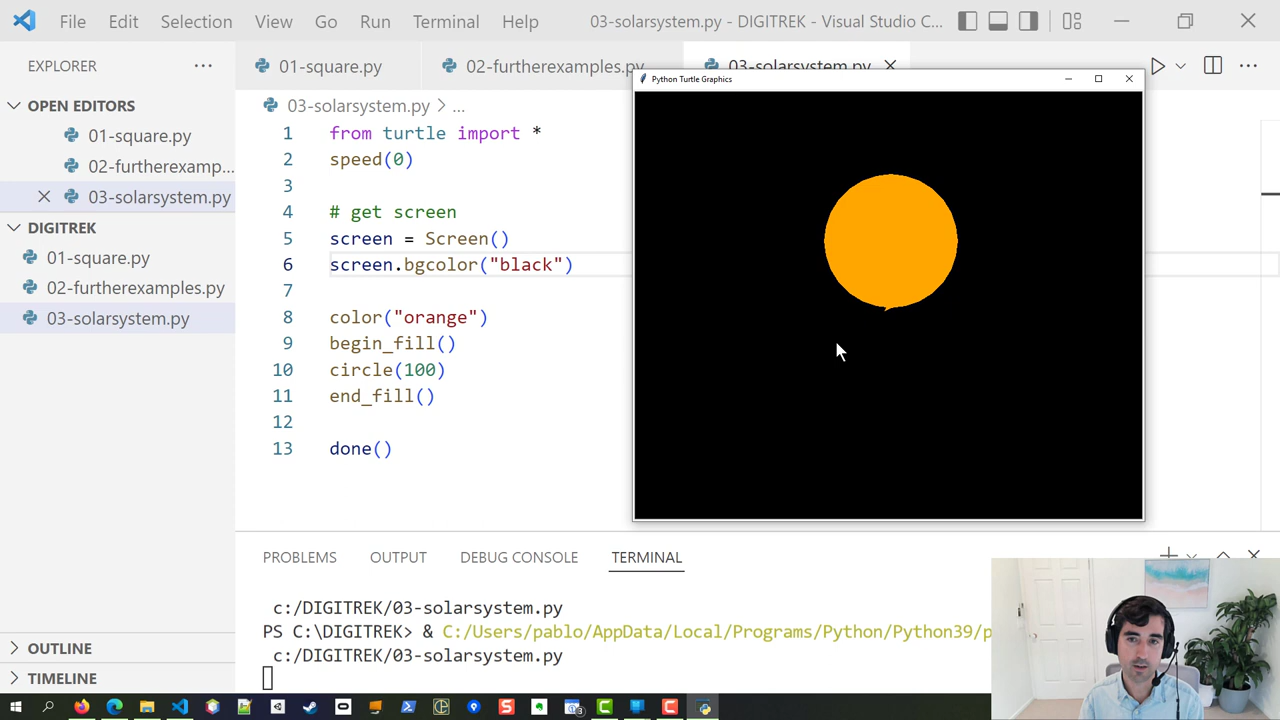 File Edit Selection View Go Run Terminal Help 03-solarsystem.py - DIGITREK - Visual Studio C...
EXPLORER ...
01-square.py
02-furtherexamples.py
03-solarsystem.py
OPEN EDITORS
01-square.py
02-furtherexamp...
03-solarsystem.py
DIGITREK
01-square.py
02-furtherexamples.py
03-solarsystem.py
OUTLINE
TIMELINE
03-solarsystem.py > ...
1 from turtle import *
2 speed(0)
3
4 # get screen
5 screen = Screen()
6 screen.bgcolor("black")
7
8 color("orange")
9 begin_fill()
10 circle(100)
11 end_fill()
12
13 done()
Python Turtle Graphics
PROBLEMS OUTPUT DEBUG CONSOLE TERMINAL
c:/DIGITREK/03-solarsystem.py
PS C:\DIGITREK> & C:/Users/pablo/AppData/Local/Programs/Python/Python39/p
c:/DIGITREK/03-solarsystem.py